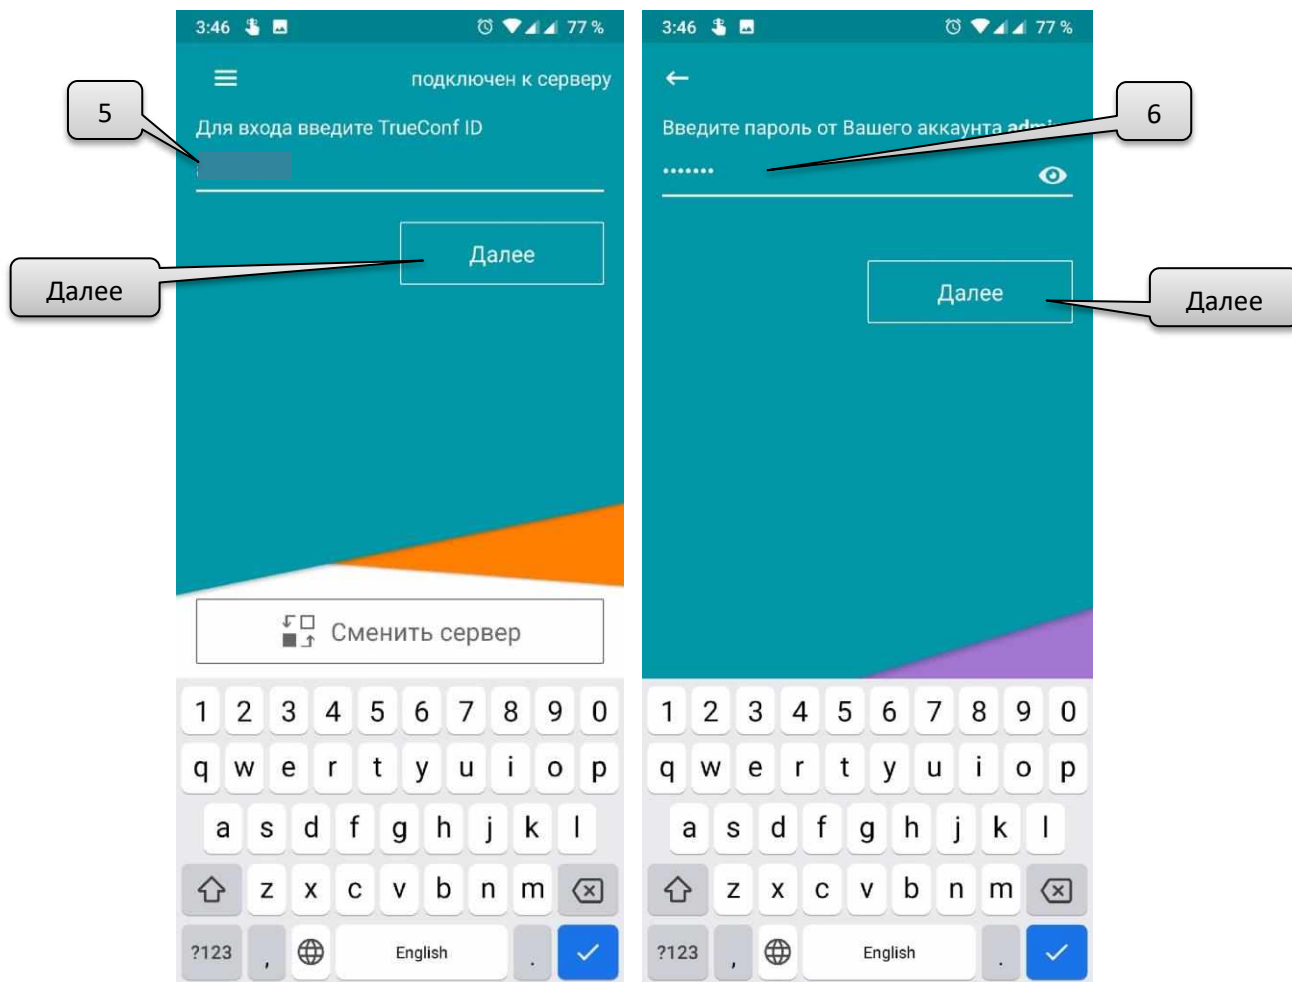 3:46 77 %
подключен к серверу
5
Для входа введите TrueConf ID
Далее
Далее
Сменить сервер
1 2 3 4 5 6 7 8 9 0
q w e r t y u i o p
a s d f g h j k l
z x c v b n m
?123 , English .
3:46 77 %
6
Введите пароль от Вашего аккаунта
•••••••
Далее
Далее
1 2 3 4 5 6 7 8 9 0
q w e r t y u i o p
a s d f g h j k l
z x c v b n m
?123 , English .